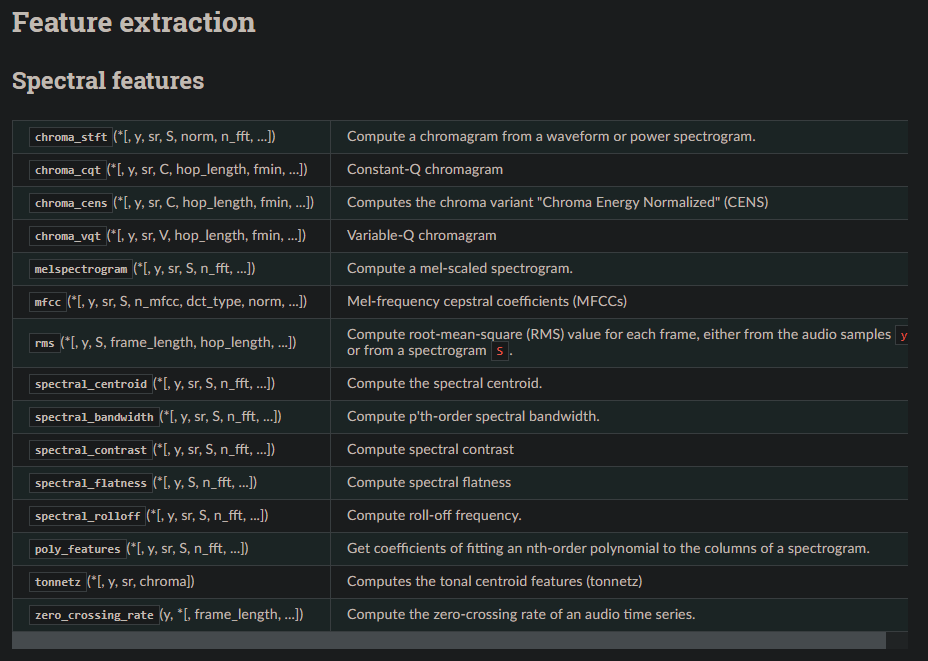 Feature extraction
Spectral features
chroma_stft(*[, y, sr, S, norm, n_fft, ...]) Compute a chromagram from a waveform or power spectrogram.
chroma_cqt(*[, y, sr, C, hop_length, fmin, ...]) Constant-Q chromagram
chroma_cens(*[, y, sr, C, hop_length, fmin, ...]) Computes the chroma variant "Chroma Energy Normalized" (CENS)
chroma_vqt(*[, y, sr, V, hop_length, fmin, ...]) Variable-Q chromagram
melspectrogram(*[, y, sr, S, n_fft, ...]) Compute a mel-scaled spectrogram.
mfcc(*[, y, sr, S, n_mfcc, dct_type, norm, ...]) Mel-frequency cepstral coefficients (MFCCs)
rms(*[, y, S, frame_length, hop_length, ...]) Compute root-mean-square (RMS) value for each frame, either from the audio samples y
or from a spectrogram S.
spectral_centroid(*[, y, sr, S, n_fft, ...]) Compute the spectral centroid.
spectral_bandwidth(*[, y, sr, S, n_fft, ...]) Compute p'th-order spectral bandwidth.
spectral_contrast(*[, y, sr, S, n_fft, ...]) Compute spectral contrast
spectral_flatness(*[, y, S, n_fft, ...]) Compute spectral flatness
spectral_rolloff(*[, y, sr, S, n_fft, ...]) Compute roll-off frequency.
poly_features(*[, y, sr, S, n_fft, ...]) Get coefficients of fitting an nth-order polynomial to the columns of a spectrogram.
tonnetz(*[, y, sr, chroma]) Computes the tonal centroid features (tonnetz)
zero_crossing_rate(y, *[, frame_length, ...]) Compute the zero-crossing rate of an audio time series.